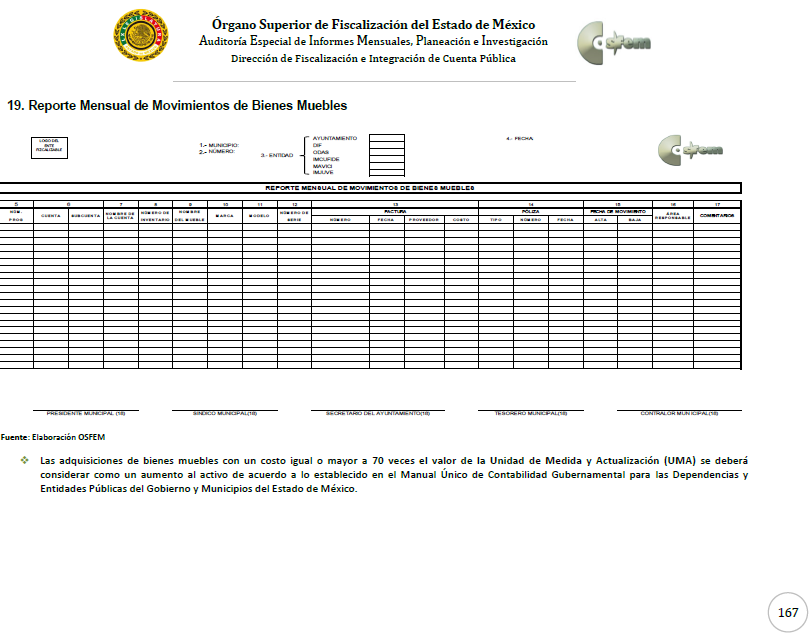 Órgano Superior de Fiscalización del Estado de México
Auditoría Especial de Informes Mensuales, Planeación e Investigación
Dirección de Fiscalización e Integración de Cuenta Pública
osfem
19. Reporte Mensual de Movimientos de Bienes Muebles
LOGO DEL
ENTE
FISCALIZABLE
1.- MUNICIPIO:
2.- NÚMERO:
3.- ENTIDAD
AYUNTAMIENTO
DIF
ODAS
IMCUFIDE
MAVICI
IMJUVE
4.- FECHA
osfem
REPORTE MENSUAL DE MOVIMIENTOS DE BIENES MUEBLES
5 6 7 8 9 10 11 12 13 14 15 16 17
NÚM. PROG CUENTA SUBCUENTA NOMBRE DE LA CUENTA NÚMERO DE INVENTARIO NOMBRE DEL MUEBLE MARCA MODELO NÚMERO DE SERIE FACTURA PÓLIZA FECHA DE MOVIMIENTO ÁREA RESPONSABLE COMENTARIOS
NÚMERO FECHA PROVEEDOR COSTO TIPO NÚMERO FECHA ALTA BAJA
PRESIDENTE MUNICIPAL (18) SINDICO MUNICIPAL(18) SECRETARIO DEL AYUNTAMIENTO(18) TESORERO MUNICIPAL(18) CONTRALOR MUNICIPAL(18)
Fuente: Elaboración OSFEM
❖ Las adquisiciones de bienes muebles con un costo igual o mayor a 70 veces el valor de la Unidad de Medida y Actualización (UMA) se deberá
considerar como un aumento al activo de acuerdo a lo establecido en el Manual Único de Contabilidad Gubernamental para las Dependencias y
Entidades Públicas del Gobierno y Municipios del Estado de México.
167